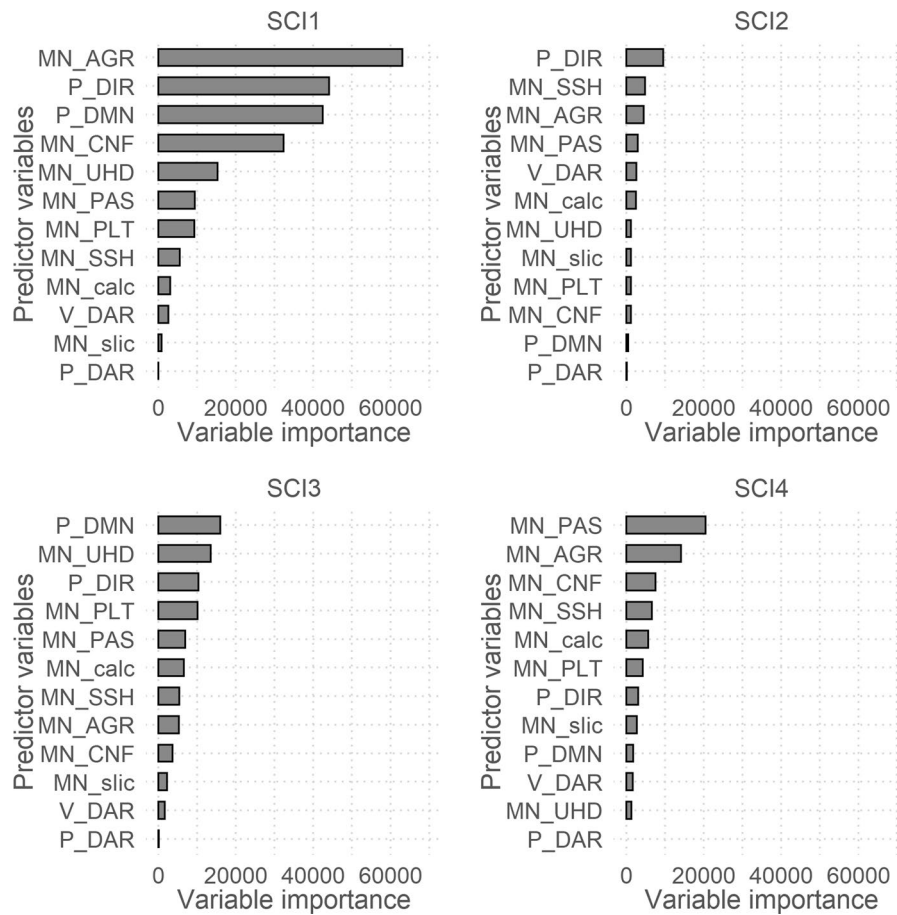 SCI1
Predictor variables
MN_AGR
P_DIR
P_DMN
MN_CNF
MN_UHD
MN_PAS
MN_PLT
MN_SSH
MN_calc
V_DAR
MN_slic
P_DAR
0 20000 40000 60000
Variable importance
SCI2
Predictor variables
P_DIR
MN_SSH
MN_AGR
MN_PAS
V_DAR
MN_calc
MN_UHD
MN_slic
MN_PLT
MN_CNF
P_DMN
P_DAR
0 20000 40000 60000
Variable importance
SCI3
Predictor variables
P_DMN
MN_UHD
P_DIR
MN_PLT
MN_PAS
MN_calc
MN_SSH
MN_AGR
MN_CNF
MN_slic
V_DAR
P_DAR
0 20000 40000 60000
Variable importance
SCI4
Predictor variables
MN_PAS
MN_AGR
MN_CNF
MN_SSH
MN_calc
MN_PLT
P_DIR
MN_slic
P_DMN
V_DAR
MN_UHD
P_DAR
0 20000 40000 60000
Variable importance